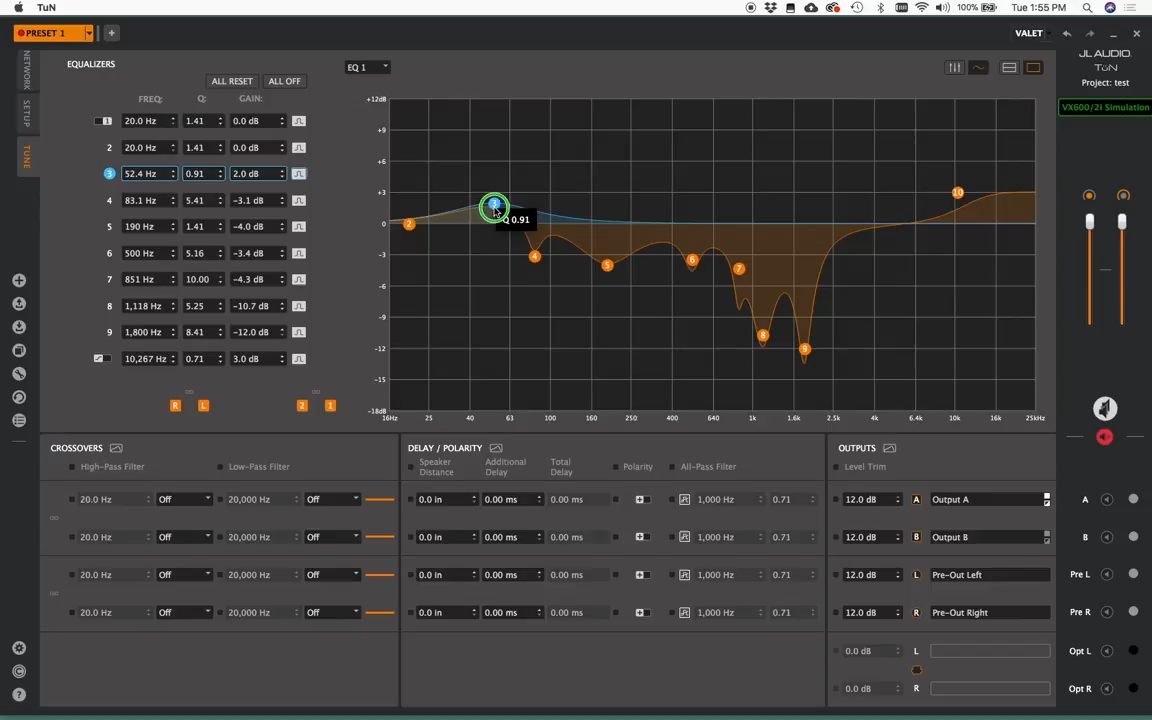 TuN
100%
Tue 1:55 PM
PRESET 1
VALET
NETWORK
SETUP
TUNE
EQUALIZERS
ALL RESET
ALL OFF
FREQ:
Q:
GAIN:
1 20.0 Hz 1.41 0.0 dB
2 20.0 Hz 1.41 0.0 dB
3 52.4 Hz 0.91 2.0 dB
4 83.1 Hz 5.41 -3.1 dB
5 190 Hz 1.41 -4.0 dB
6 500 Hz 5.16 -3.4 dB
7 851 Hz 10.00 -4.3 dB
8 1,118 Hz 5.25 -10.7 dB
9 1,800 Hz 8.41 -12.0 dB
10,267 Hz 0.71 3.0 dB
R L 2 1
EQ 1
+12dB
+9
+6
+3
0
-3
-6
-9
-12
-15
-18dB
16Hz 25 40 63 100 160 250 400 640 1k 1.6k 2.5k 4k 6.4k 10k 16k 25kHz
2 3 4 5 6 7 8 9 10
Q 0.91
JL AUDIO
TüN
Project: test
VX600/2i Simulation
CROSSOVERS
High-Pass Filter Low-Pass Filter
20.0 Hz Off 20,000 Hz Off
20.0 Hz Off 20,000 Hz Off
20.0 Hz Off 20,000 Hz Off
20.0 Hz Off 20,000 Hz Off
DELAY / POLARITY
Speaker Distance
Additional Delay
Total Delay
Polarity
All-Pass Filter
0.0 in 0.00 ms 0.00 ms 1,000 Hz 0.71
0.0 in 0.00 ms 0.00 ms 1,000 Hz 0.71
0.0 in 0.00 ms 0.00 ms 1,000 Hz 0.71
0.0 in 0.00 ms 0.00 ms 1,000 Hz 0.71
OUTPUTS
Level Trim
12.0 dB A Output A
12.0 dB B Output B
12.0 dB L Pre-Out Left
12.0 dB R Pre-Out Right
0.0 dB L
0.0 dB R
A
B
Pre L
Pre R
Opt L
Opt R